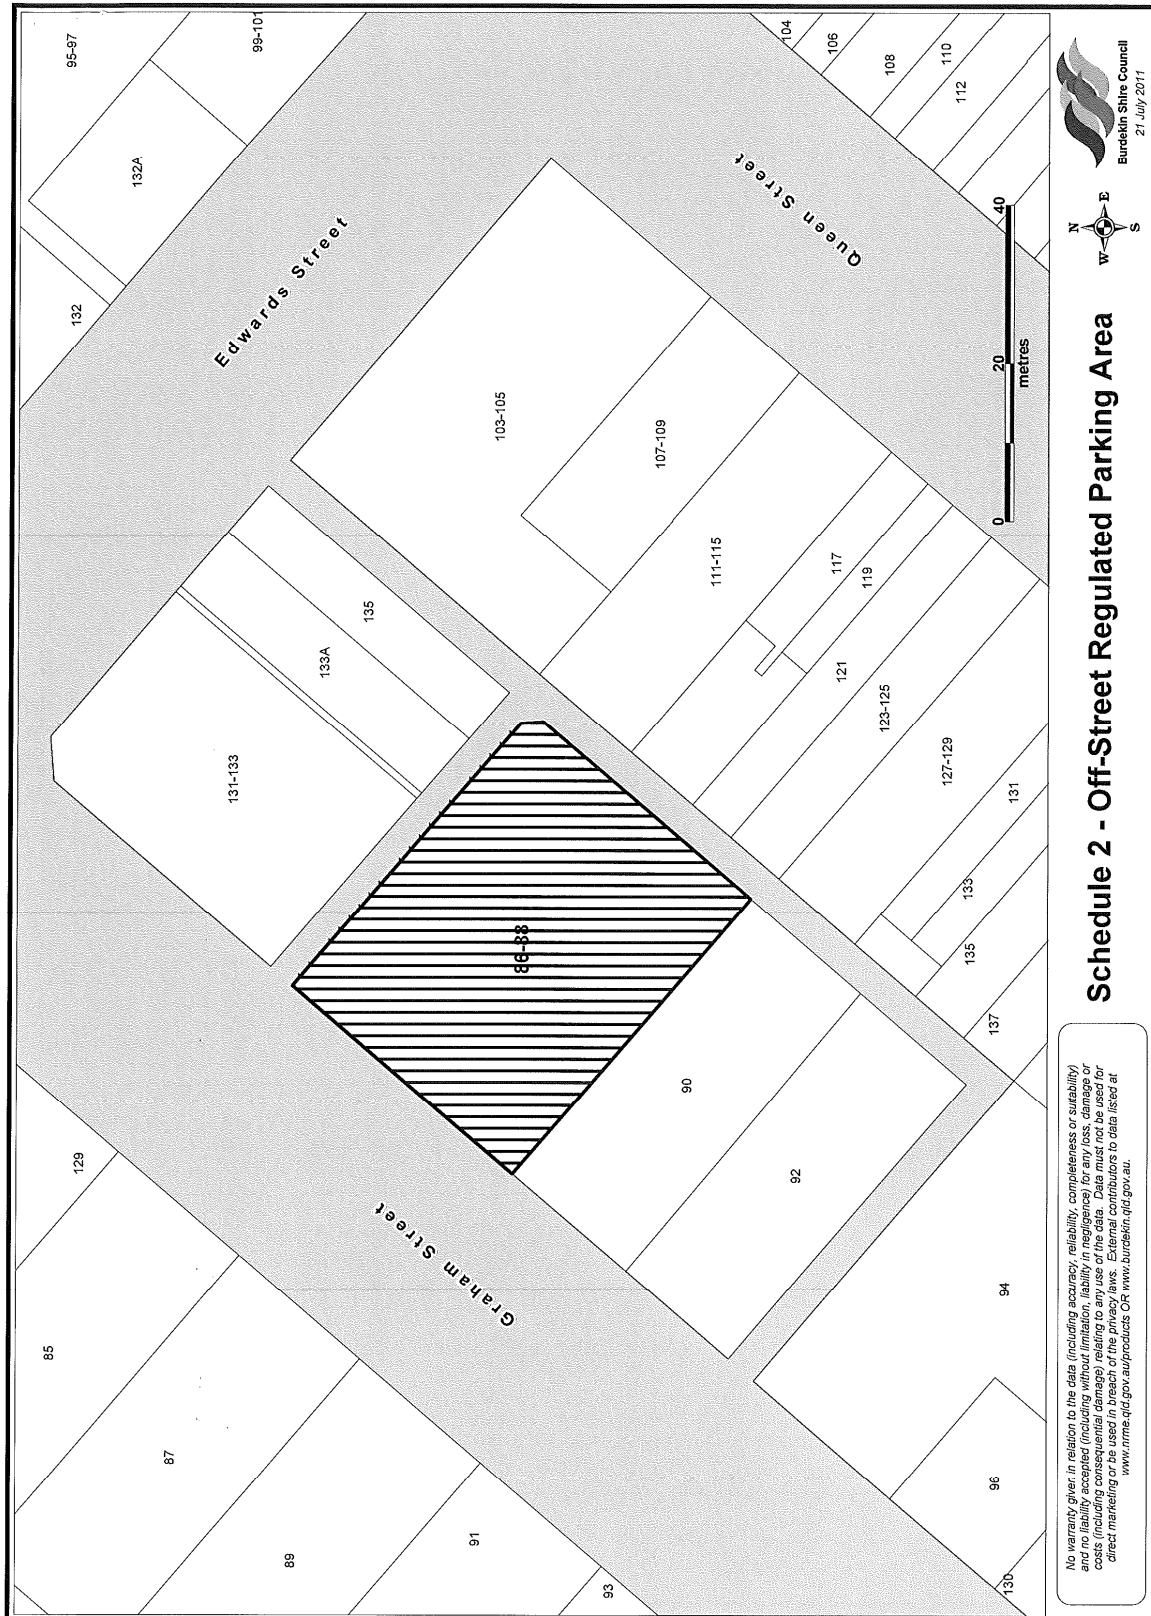 95-97
99-101
132A
132
104
106
108
110
112
Edwards Street
Queen Street
103-105
107-109
111-115
117
119
121
123-125
127-129
131
133
135
137
135
133A
131-133
86-88
90
92
94
96
130
Graham Street
129
85
87
89
91
93
0 20 40
metres
N
W E
S
Burdekin Shire Council
21 July 2011
Schedule 2 - Off-Street Regulated Parking Area
No warranty given in relation to the data (including accuracy, reliability, completeness or suitability)
and no liability accepted (including without limitation, liability in negligence) for any loss, damage or
costs (including consequential damage) relating to any use of the data. Data must not be used for
direct marketing or be used in breach of the privacy laws. External contributors to data listed at
www.nrme.qld.gov.au/products OR www.burdekin.qld.gov.au.